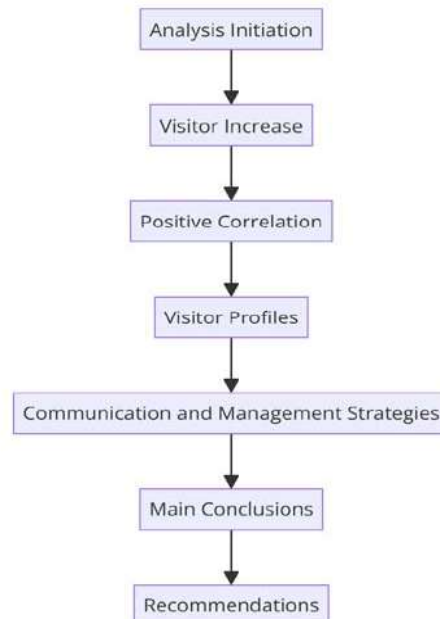 Analysis Initiation
Visitor Increase
Positive Correlation
Visitor Profiles
Communication and Management Strategies
Main Conclusions
Recommendations